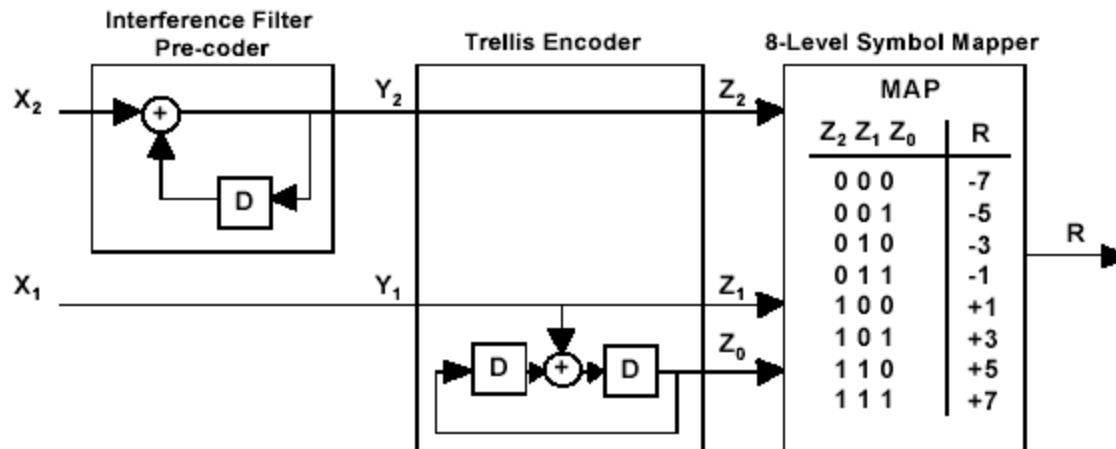 Interference Filter
Pre-coder
Trellis Encoder
8-Level Symbol Mapper
X₂
+
D
Y₂
Z₂
MAP
Z₂ Z₁ Z₀ R
0 0 0 -7
0 0 1 -5
0 1 0 -3
0 1 1 -1
1 0 0 +1
1 0 1 +3
1 1 0 +5
1 1 1 +7
R
X₁
Y₁
Z₁
D
+
D
Z₀